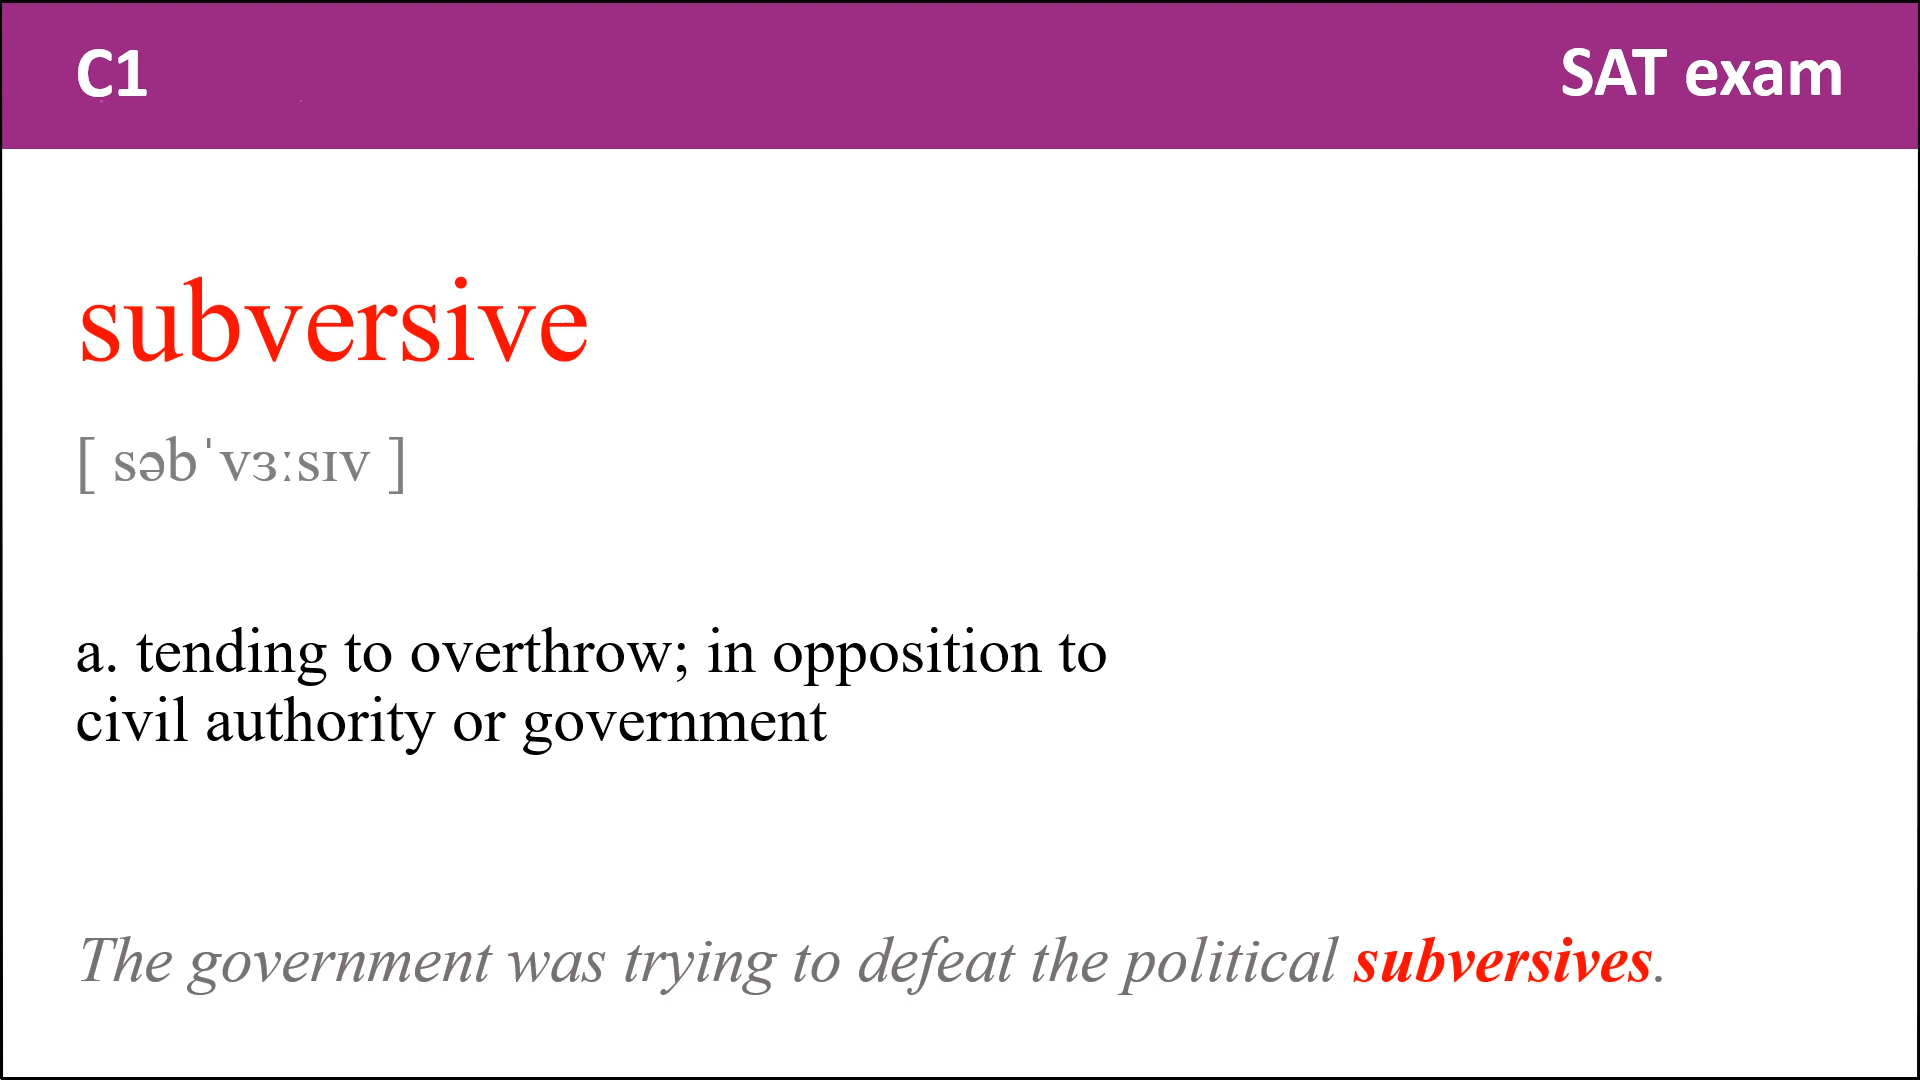 C1
SAT exam
subversive
[ səbˈvɜːsɪv ]
a. tending to overthrow; in opposition to
civil authority or government
The government was trying to defeat the political subversives.